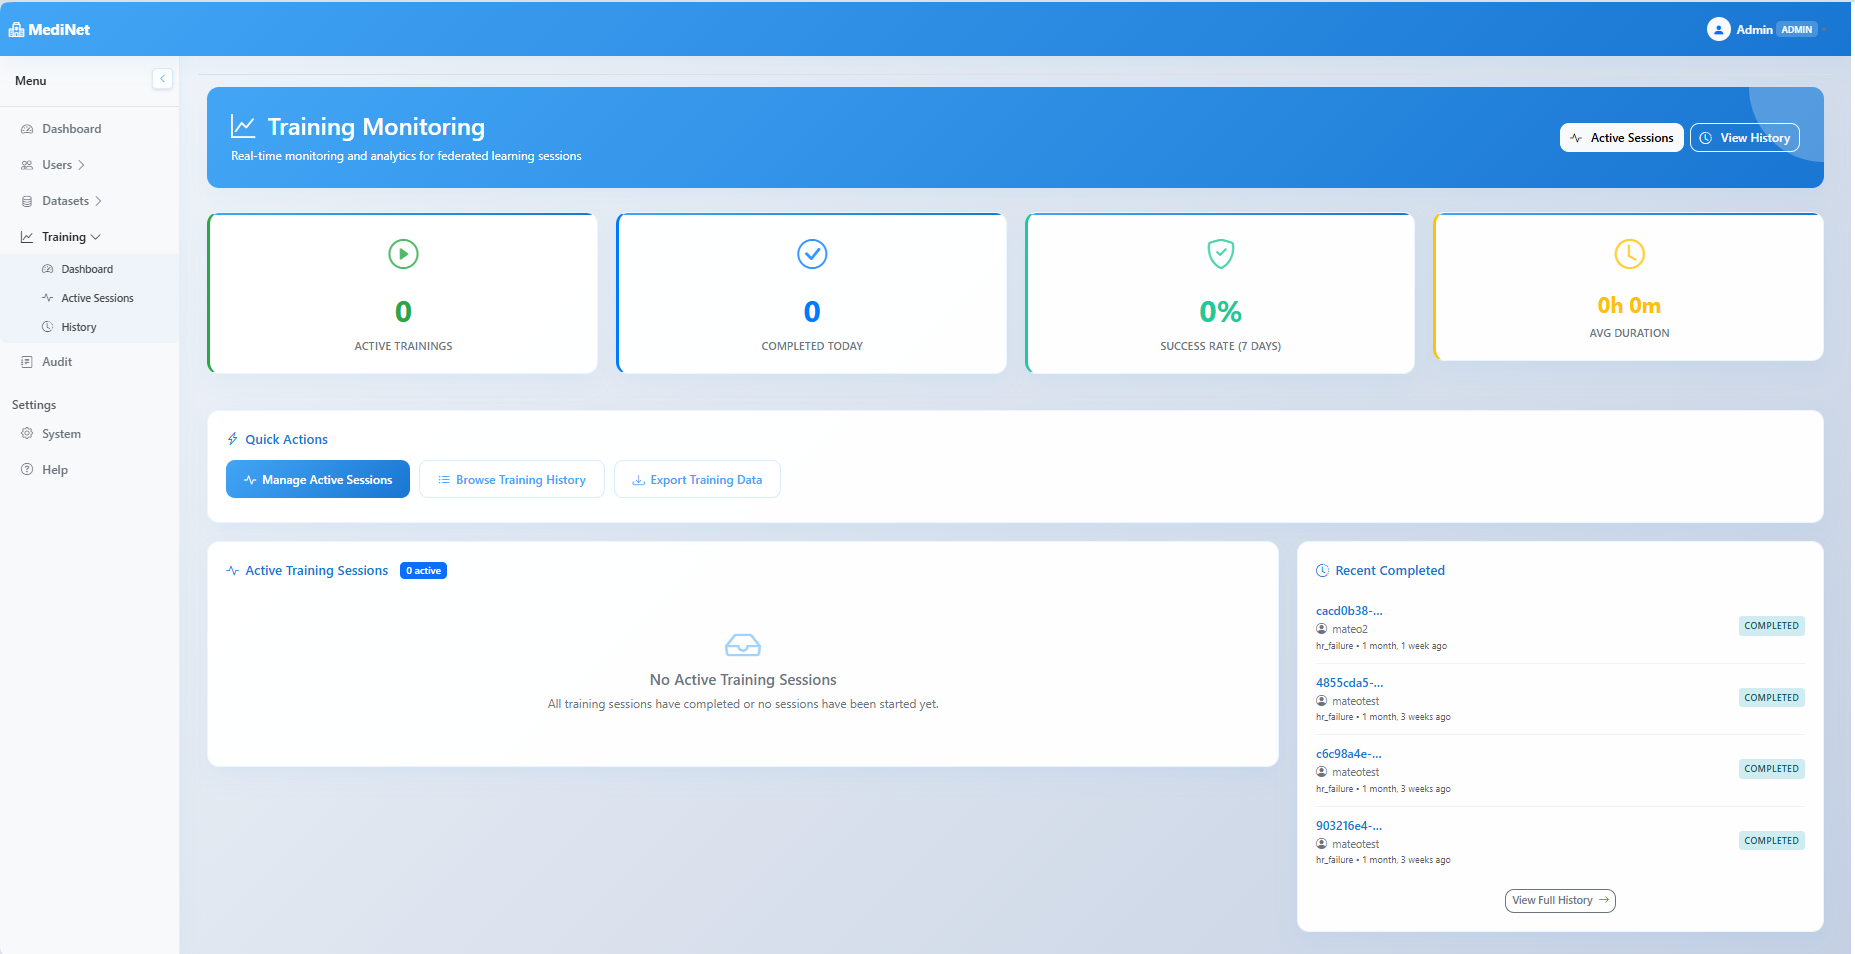 MediNet
Admin ADMIN
Menu
Dashboard
Users
Datasets
Training
Dashboard
Active Sessions
History
Audit
Settings
System
Help
Training Monitoring
Real-time monitoring and analytics for federated learning sessions
Active Sessions
View History
0
ACTIVE TRAININGS
0
COMPLETED TODAY
0%
SUCCESS RATE (7 DAYS)
0h 0m
AVG DURATION
Quick Actions
Manage Active Sessions
Browse Training History
Export Training Data
Active Training Sessions 0 active
No Active Training Sessions
All training sessions have completed or no sessions have been started yet.
Recent Completed
cacd0b38-...
mateo2
hr_failure • 1 month, 1 week ago
COMPLETED
4855cda5-...
mateotest
hr_failure • 1 month, 3 weeks ago
COMPLETED
c6c98a4e-...
mateotest
hr_failure • 1 month, 3 weeks ago
COMPLETED
903216e4-...
mateotest
hr_failure • 1 month, 3 weeks ago
COMPLETED
View Full History →